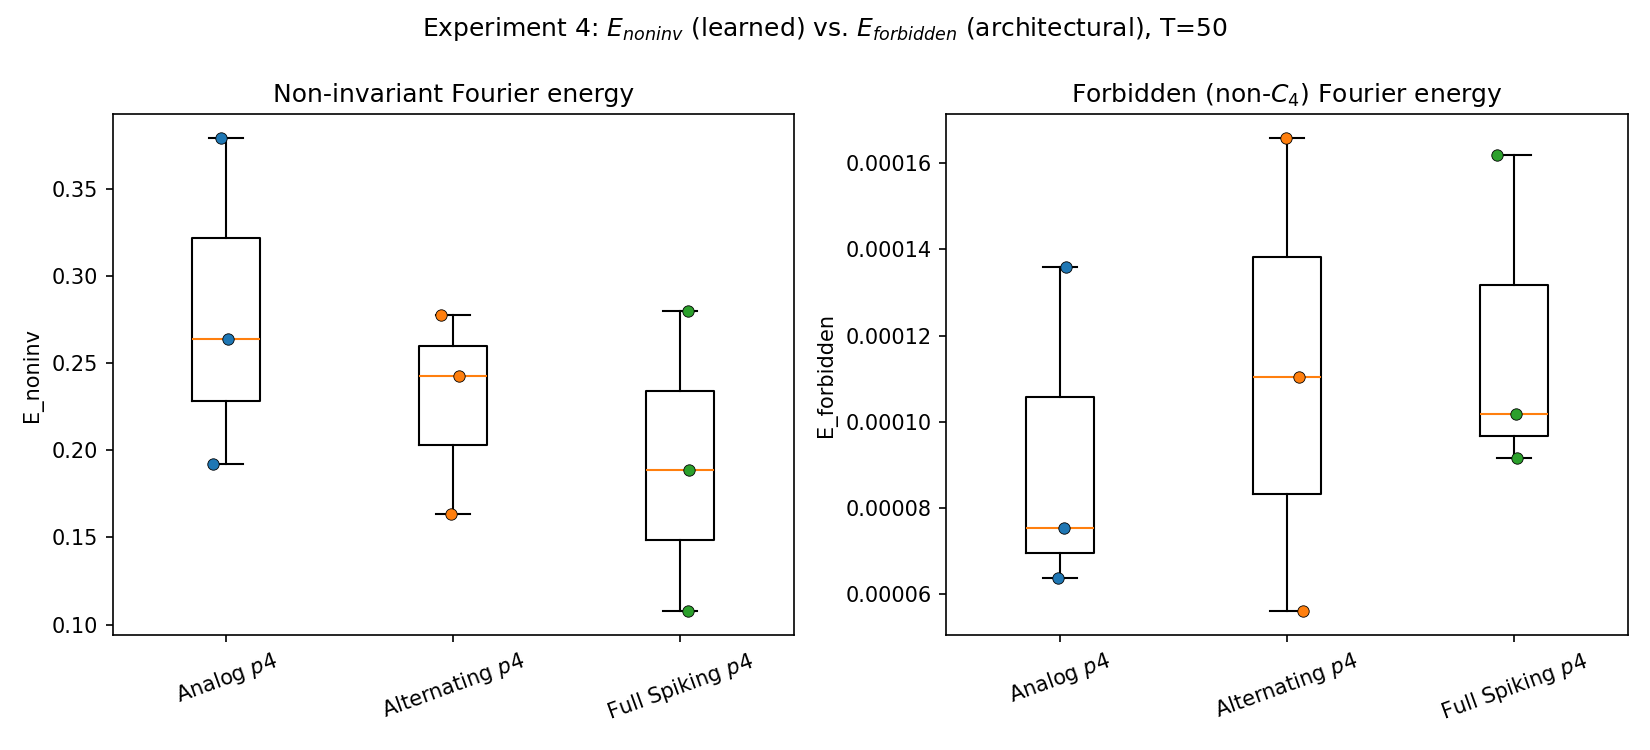 Experiment 4: E_noninv (learned) vs. E_forbidden (architectural), T=50
Non-invariant Fourier energy
E_noninv
0.35
0.30
0.25
0.20
0.15
0.10
Analog p4
Alternating p4
Full Spiking p4
Forbidden (non-C₄) Fourier energy
E_forbidden
0.00016
0.00014
0.00012
0.00010
0.00008
0.00006
Analog p4
Alternating p4
Full Spiking p4